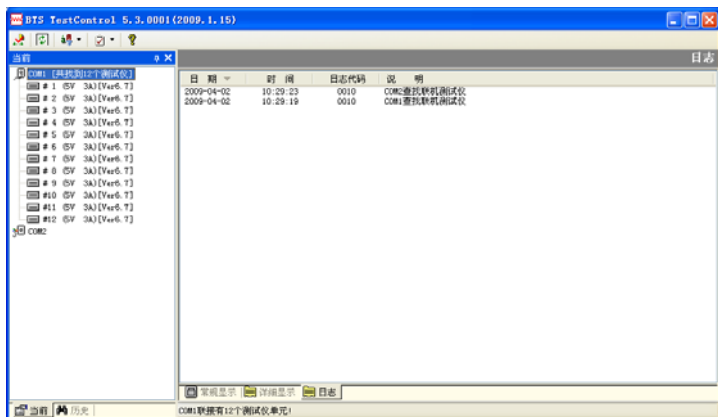 BTS TestControl 5.3.0001(2009.1.15)
当前
日志
COM1 [共找到12个测试仪]
# 1 (5V 3A)[Ver6.7]
# 2 (5V 3A)[Ver6.7]
# 3 (5V 3A)[Ver6.7]
# 4 (5V 3A)[Ver6.7]
# 5 (5V 3A)[Ver6.7]
# 6 (5V 3A)[Ver6.7]
# 7 (5V 3A)[Ver6.7]
# 8 (5V 3A)[Ver6.7]
# 9 (5V 3A)[Ver6.7]
#10 (5V 3A)[Ver6.7]
#11 (5V 3A)[Ver6.7]
#12 (5V 3A)[Ver6.7]
COM2
日 期 时 间 日志代码 说 明
2009-04-02 10:29:23 0010 COM2查找联机测试仪
2009-04-02 10:29:19 0010 COM1查找联机测试仪
常规显示 详细显示 日志
当前 历史 COM1联接有12个测试仪单元!